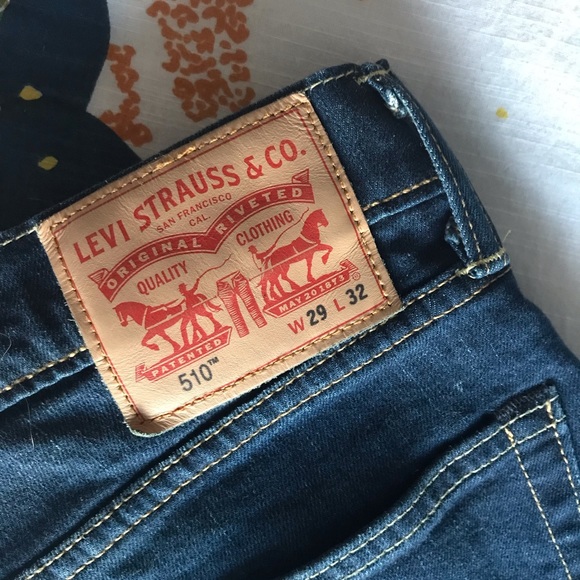 LEVI STRAUSS & CO.
SAN FRANCISCO
CAL.
ORIGINAL RIVETED
QUALITY CLOTHING
PATENTED MAY 20 1873
510™ W 29 L 32